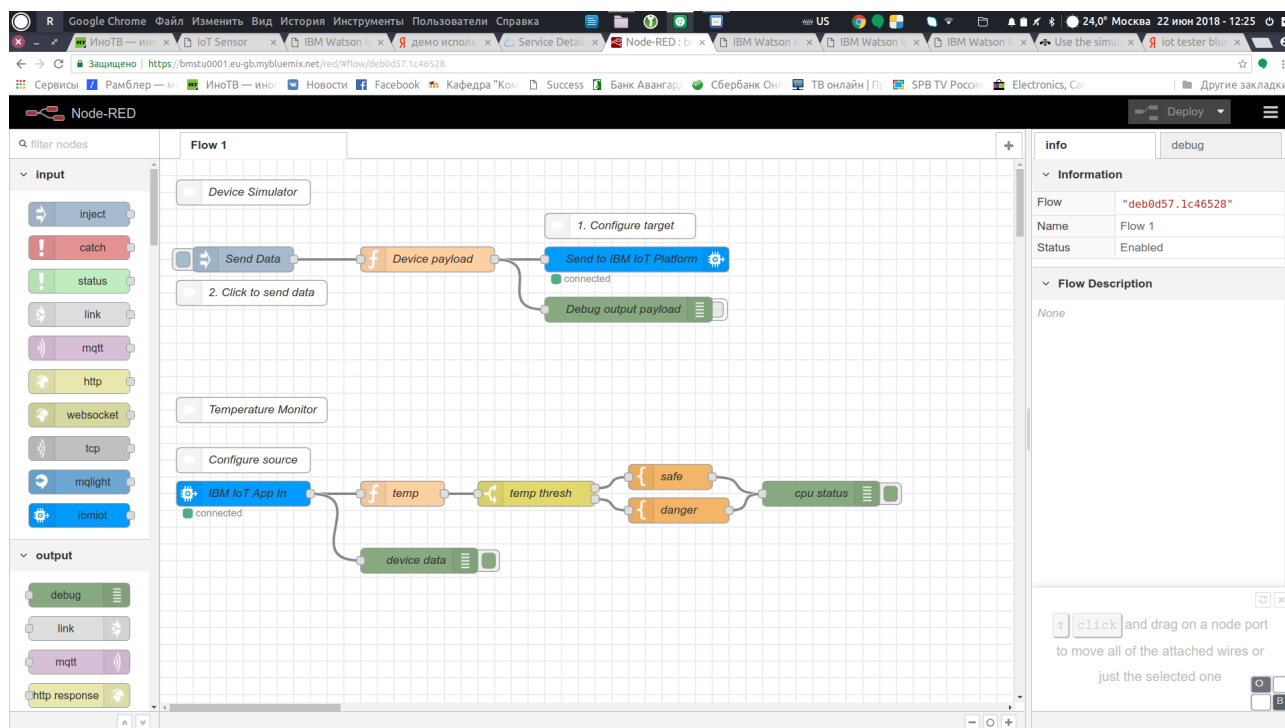 R Google Chrome Файл Изменить Вид История Инструменты Пользователи Справка US 24,0° Москва 22 июн 2018 - 12:25
ИноТВ — ин IoT Sensor IBM Watson I демо исполь Service Deta Node-RED : b IBM Watson I IBM Watson I IBM Watson I Use the simul iot tester blue
Защищено https://bmstu0001.eu-gb.mybluemix.net/red/#flow/deb0d57.1c46528
Сервисы Рамблер — м ИноТВ — инос Новости Facebook Кафедра "Ком Success Банк Авангар Сбербанк Онл ТВ онлайн | П SPB TV Россия Electronics, Ca Другие закладки
Node-RED Deploy
filter nodes Flow 1 info debug
input
inject
catch
status
link
mqtt
http
websocket
tcp
mqlight
ibmiot
output
debug
link
mqtt
http response
Device Simulator
1. Configure target
Send Data Device payload Send to IBM IoT Platform
connected
2. Click to send data
Debug output payload
Temperature Monitor
Configure source
IBM IoT App In temp temp thresh safe cpu status
connected
danger
device data
Information
Flow "deb0d57.1c46528"
Name Flow 1
Status Enabled
Flow Description
None
click and drag on a node port
to move all of the attached wires or
just the selected one
O
B